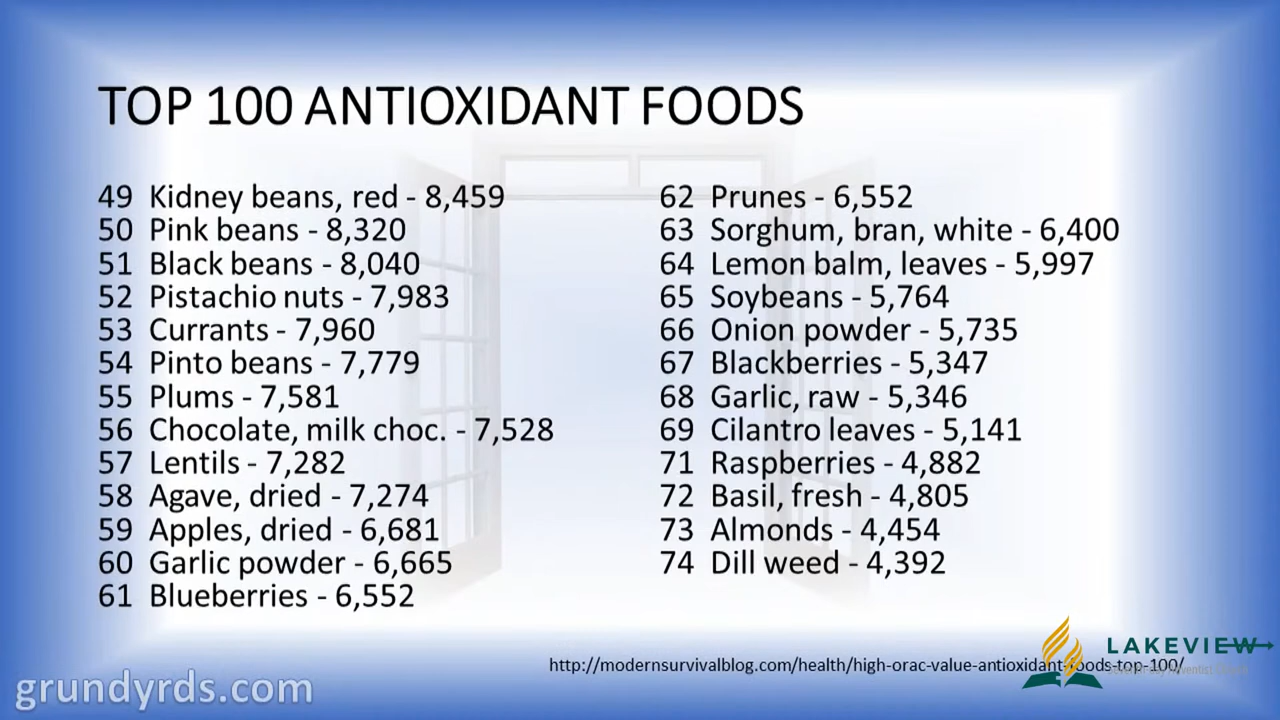 TOP 100 ANTIOXIDANT FOODS
49 Kidney beans, red - 8,459
50 Pink beans - 8,320
51 Black beans - 8,040
52 Pistachio nuts - 7,983
53 Currants - 7,960
54 Pinto beans - 7,779
55 Plums - 7,581
56 Chocolate, milk choc. - 7,528
57 Lentils - 7,282
58 Agave, dried - 7,274
59 Apples, dried - 6,681
60 Garlic powder - 6,665
61 Blueberries - 6,552
62 Prunes - 6,552
63 Sorghum, bran, white - 6,400
64 Lemon balm, leaves - 5,997
65 Soybeans - 5,764
66 Onion powder - 5,735
67 Blackberries - 5,347
68 Garlic, raw - 5,346
69 Cilantro leaves - 5,141
71 Raspberries - 4,882
72 Basil, fresh - 4,805
73 Almonds - 4,454
74 Dill weed - 4,392
http://modernsurvivalblog.com/health/high-orac-value-antioxidant-foods-top-100/
LAKEVIEW
grundyrds.com